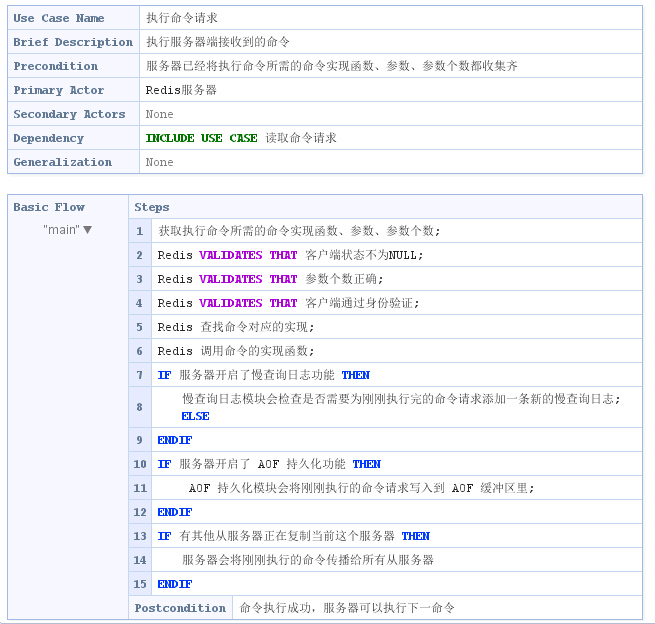 Use Case Name 执行命令请求
Brief Description 执行服务器端接收到的命令
Precondition 服务器已经将执行命令所需的命令实现函数、参数、参数个数都收集齐
Primary Actor Redis服务器
Secondary Actors None
Dependency INCLUDE USE CASE 读取命令请求
Generalization None
Basic Flow Steps
"main" ▼
1 获取执行命令所需的命令实现函数、参数、参数个数;
2 Redis VALIDATES THAT 客户端状态不为NULL;
3 Redis VALIDATES THAT 参数个数正确;
4 Redis VALIDATES THAT 客户端通过身份验证;
5 Redis 查找命令对应的实现;
6 Redis 调用命令的实现函数;
7 IF 服务器开启了慢查询日志功能 THEN
8 慢查询日志模块会检查是否需要为刚刚执行完的命令请求添加一条新的慢查询日志;
ELSE
9 ENDIF
10 IF 服务器开启了 AOF 持久化功能 THEN
11 AOF 持久化模块会将刚刚执行的命令请求写入到 AOF 缓冲区里;
12 ENDIF
13 IF 有其他从服务器正在复制当前这个服务器 THEN
14 服务器会将刚刚执行的命令传播给所有从服务器
15 ENDIF
Postcondition 命令执行成功，服务器可以执行下一命令